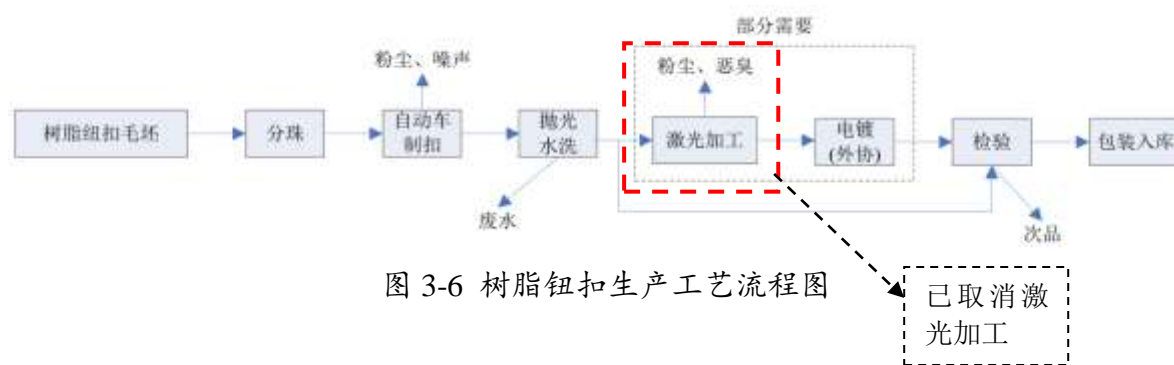 部分需要
粉尘、噪声
粉尘、恶臭
树脂纽扣毛坯
分珠
自动车
制扣
抛光
水洗
激光加工
电镀
(外协)
检验
包装入库
废水
次品
图 3-6 树脂钮扣生产工艺流程图
已取消激
光加工